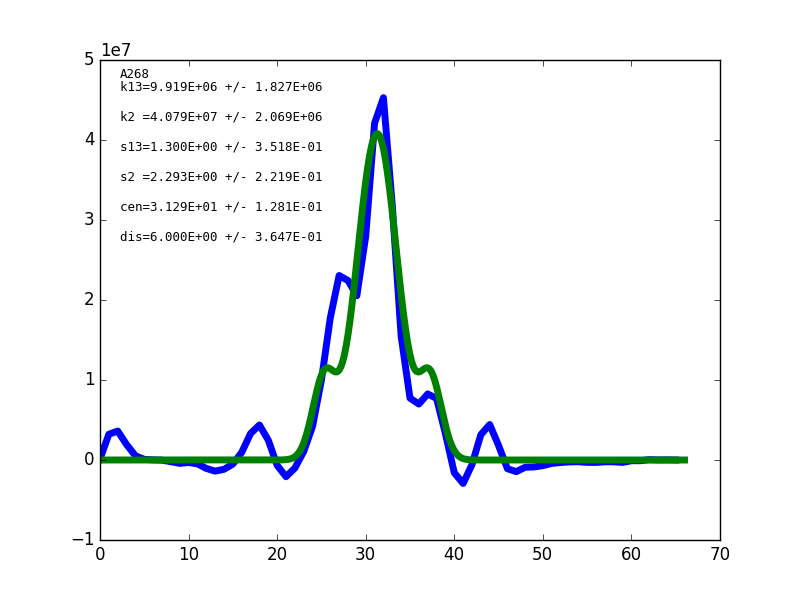 1e7
A268
k13=9.919E+06 +/- 1.827E+06
k2 =4.079E+07 +/- 2.069E+06
s13=1.300E+00 +/- 3.518E-01
s2 =2.293E+00 +/- 2.219E-01
cen=3.129E+01 +/- 1.281E-01
dis=6.000E+00 +/- 3.647E-01
5
4
3
2
1
0
−1
0 10 20 30 40 50 60 70